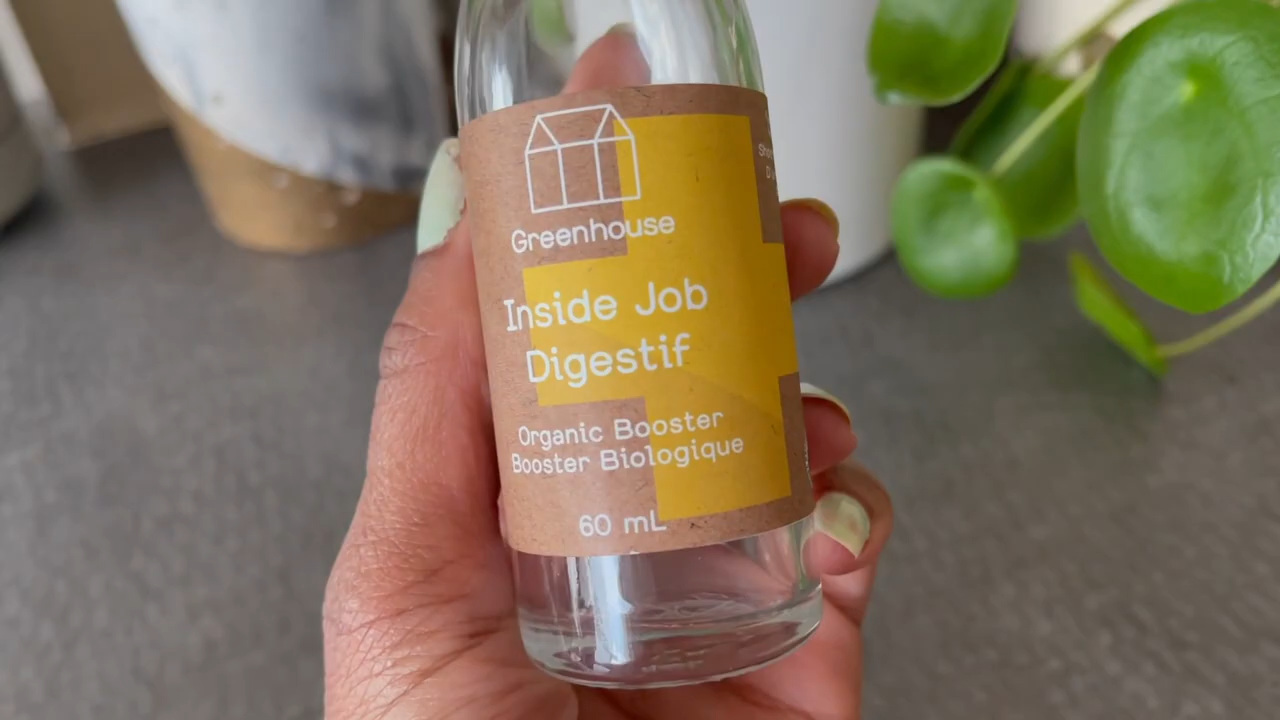 Greenhouse
Inside Job
Digestif
Organic Booster
Booster Biologique
60 mL